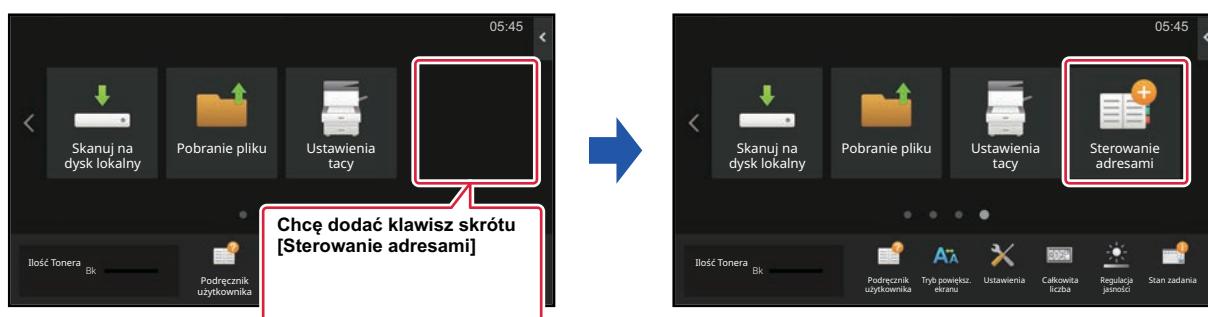 05:45
Skanuj na
dysk lokalny
Pobranie pliku
Ustawienia
tacy
Chcę dodać klawisz skrótu
[Sterowanie adresami]
Ilość Tonera
Bk
Podręcznik
użytkownika
05:45
Skanuj na
dysk lokalny
Pobranie pliku
Ustawienia
tacy
Sterowanie
adresami
Ilość Tonera
Bk
Podręcznik
użytkownika
Tryb powiększ.
ekranu
Ustawienia
Całkowita
liczba
Regulacja
jasności
Stan zadania